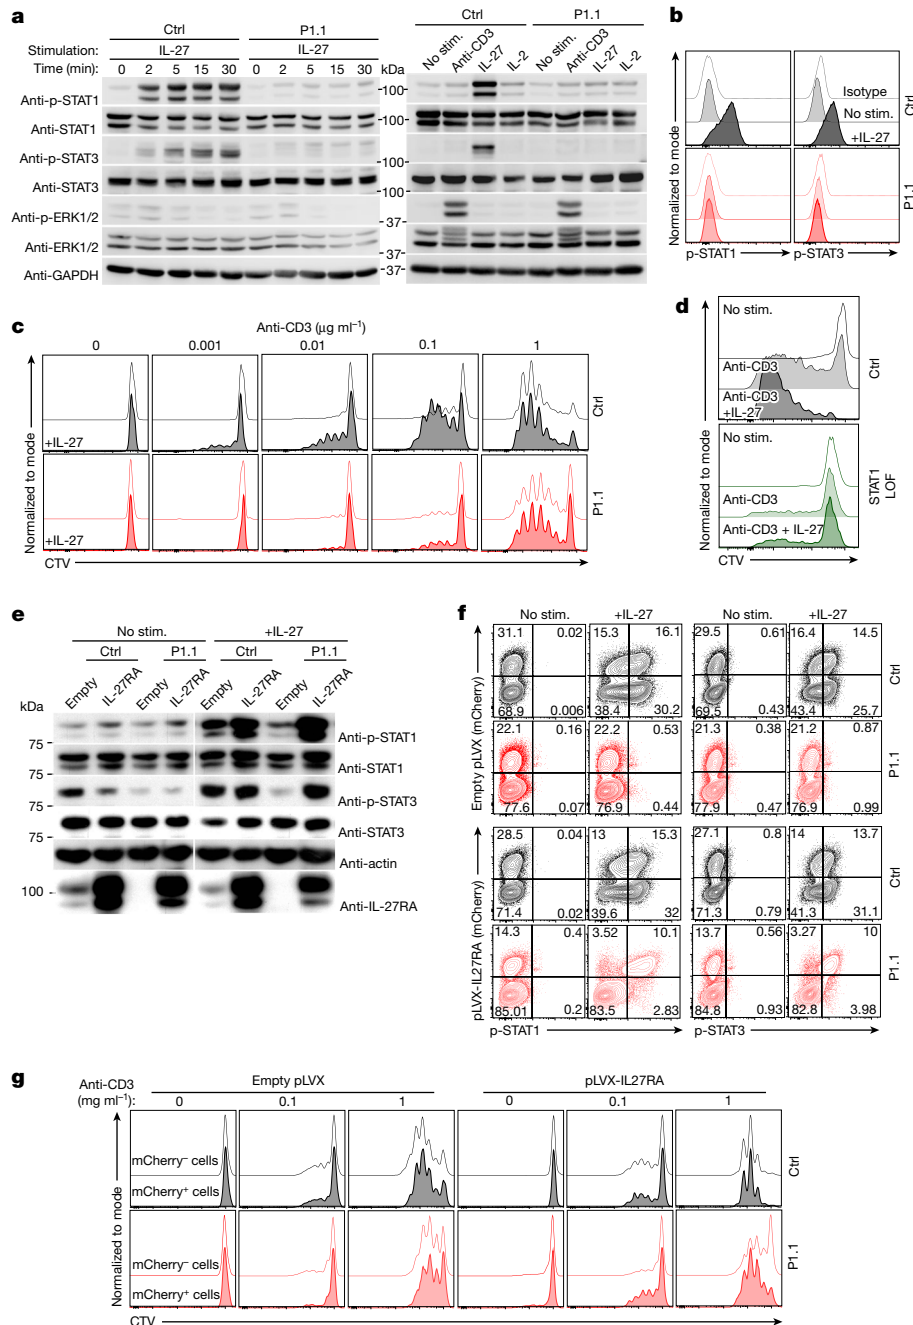 a
Ctrl P1.1
Stimulation: IL-27 IL-27
Time (min): 0 2 5 15 30 0 2 5 15 30 kDa
Ctrl P1.1
No stim. Anti-CD3 IL-27 IL-2 No stim. Anti-CD3 IL-27 IL-2
Anti-p-STAT1
100
Anti-STAT1
Anti-p-STAT3
100
Anti-STAT3
100
Anti-p-ERK1/2
37
Anti-ERK1/2
Anti-GAPDH
37
b
Isotype
No stim.
+IL-27
Ctrl
P1.1
Normalized to mode
p-STAT1 p-STAT3
c
Anti-CD3 (μg ml–1)
0 0.001 0.01 0.1 1
+IL-27
Ctrl
+IL-27
P1.1
Normalized to mode
CTV
d
No stim.
Anti-CD3
Anti-CD3
+IL-27
Ctrl
No stim.
Anti-CD3
Anti-CD3 + IL-27
STAT1
LOF
Normalized to mode
CTV
e
No stim. +IL-27
Ctrl P1.1 Ctrl P1.1
Empty IL-27RA Empty IL-27RA Empty IL-27RA Empty IL-27RA
kDa
Anti-p-STAT1
75
Anti-STAT1
75
Anti-p-STAT3
75
Anti-STAT3
75
Anti-actin
100
Anti-IL-27RA
f
No stim. +IL-27 No stim. +IL-27
31.1 0.02 15.3 16.1 29.5 0.61 16.4 14.5
68.9 0.006 38.4 30.2 69.5 0.43 43.4 25.7
Ctrl
22.1 0.16 22.2 0.53 21.3 0.38 21.2 0.87
77.6 0.07 76.9 0.44 77.9 0.47 76.9 0.99
P1.1
Empty pLVX (mCherry)
28.5 0.04 13 15.3 27.1 0.8 14 13.7
71.4 0.02 39.6 32 71.3 0.79 41.3 31.1
Ctrl
14.3 0.4 3.52 10.1 13.7 0.56 3.27 10
85.01 0.2 83.5 2.83 84.8 0.93 82.8 3.98
P1.1
pLVX-IL27RA (mCherry)
p-STAT1 p-STAT3
g
Anti-CD3
(mg ml–1):
Empty pLVX pLVX-IL27RA
0 0.1 1 0 0.1 1
mCherry– cells
mCherry+ cells
Ctrl
mCherry– cells
mCherry+ cells
P1.1
Normalized to mode
CTV